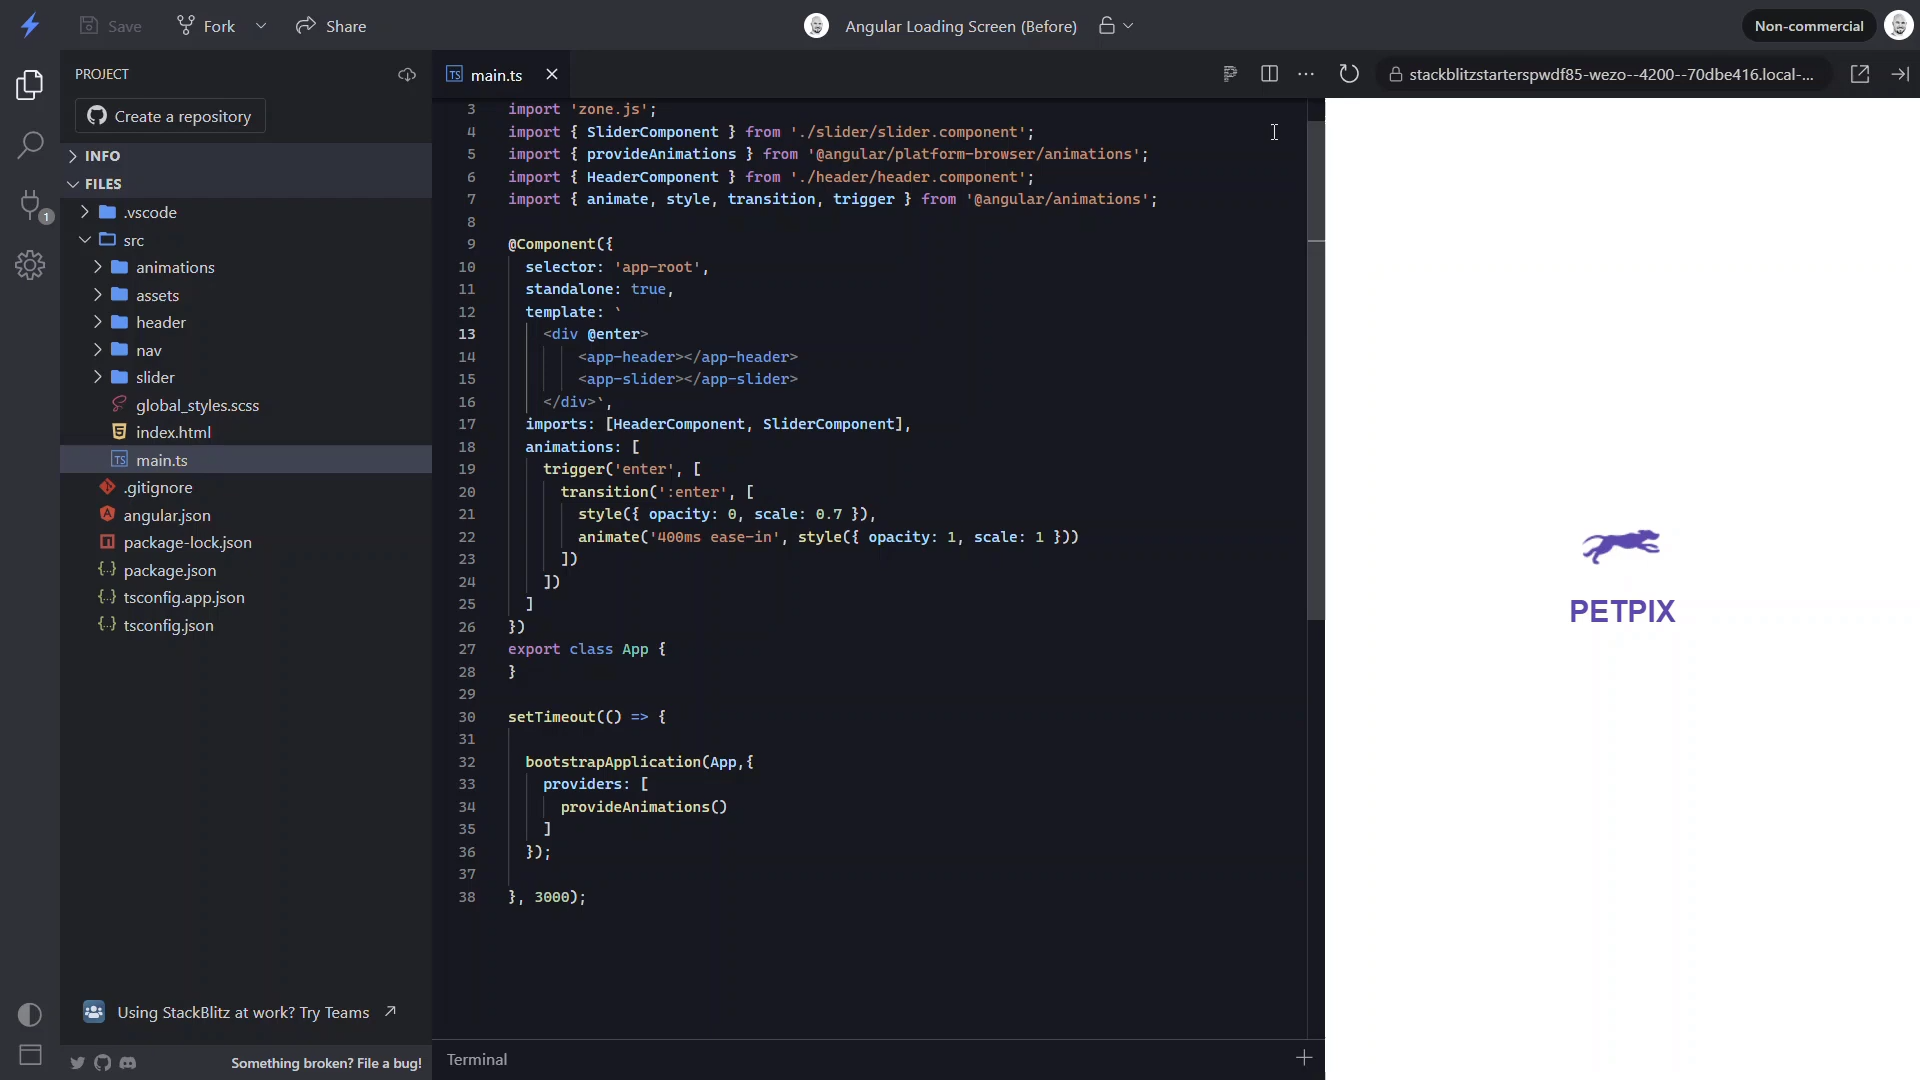 Save
Fork
Share
Angular Loading Screen (Before)
Non-commercial
PROJECT
Create a repository
INFO
FILES
.vscode
src
animations
assets
header
nav
slider
global_styles.scss
index.html
main.ts
.gitignore
angular.json
package-lock.json
package.json
tsconfig.app.json
tsconfig.json
Using StackBlitz at work? Try Teams
Something broken? File a bug!
1
main.ts
3 import 'zone.js';
4 import { SliderComponent } from './slider/slider.component';
5 import { provideAnimations } from '@angular/platform-browser/animations';
6 import { HeaderComponent } from './header/header.component';
7 import { animate, style, transition, trigger } from '@angular/animations';
8
9 @Component({
10 selector: 'app-root',
11 standalone: true,
12 template: `
13 <div @enter>
14 <app-header></app-header>
15 <app-slider></app-slider>
16 </div>`,
17 imports: [HeaderComponent, SliderComponent],
18 animations: [
19 trigger('enter', [
20 transition(':enter', [
21 style({ opacity: 0, scale: 0.7 }),
22 animate('400ms ease-in', style({ opacity: 1, scale: 1 }))
23 ])
24 ])
25 ]
26 })
27 export class App {
28 }
29
30 setTimeout(() => {
31
32 bootstrapApplication(App,{
33 providers: [
34 provideAnimations()
35 ]
36 });
37
38 }, 3000);
Terminal
stackblitzstarterspwdf85-wezo--4200--70dbe416.local-...
PETPIX